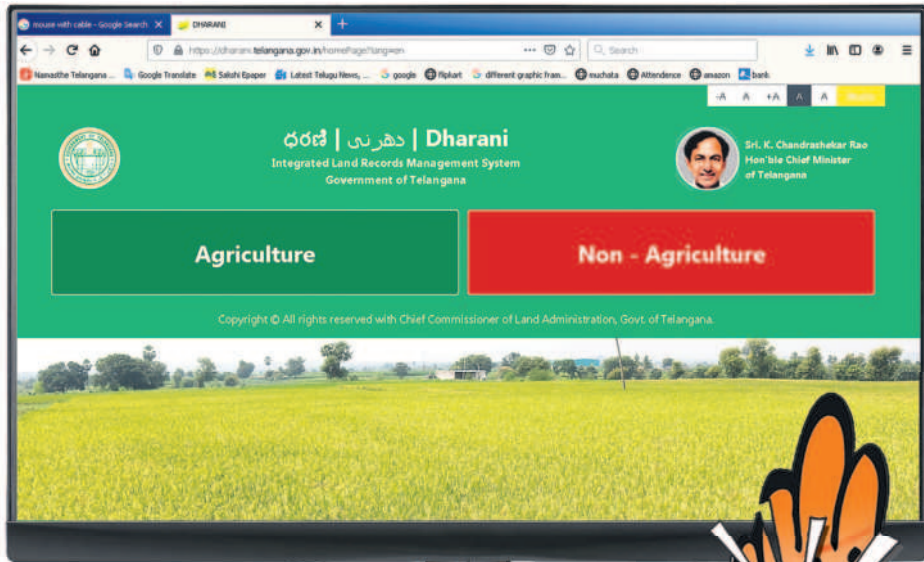 mouse with cable - Google Search
DHARANI
https://dharani.telangana.gov.in/homePage?lang=en
Search
Namasthe Telangana ...
Google Translate
Sakshi Epaper
Latest Telugu News, ...
google
flipkart
different graphic fram...
muchata
Attendence
amazon
bank
-A A +A A A
ధరణి | دھرنی | Dharani
Integrated Land Records Management System
Government of Telangana
Sri. K. Chandrashekar Rao
Hon'ble Chief Minister
of Telangana
Agriculture
Non - Agriculture
Copyright © All rights reserved with Chief Commissioner of Land Administration, Govt. of Telangana.